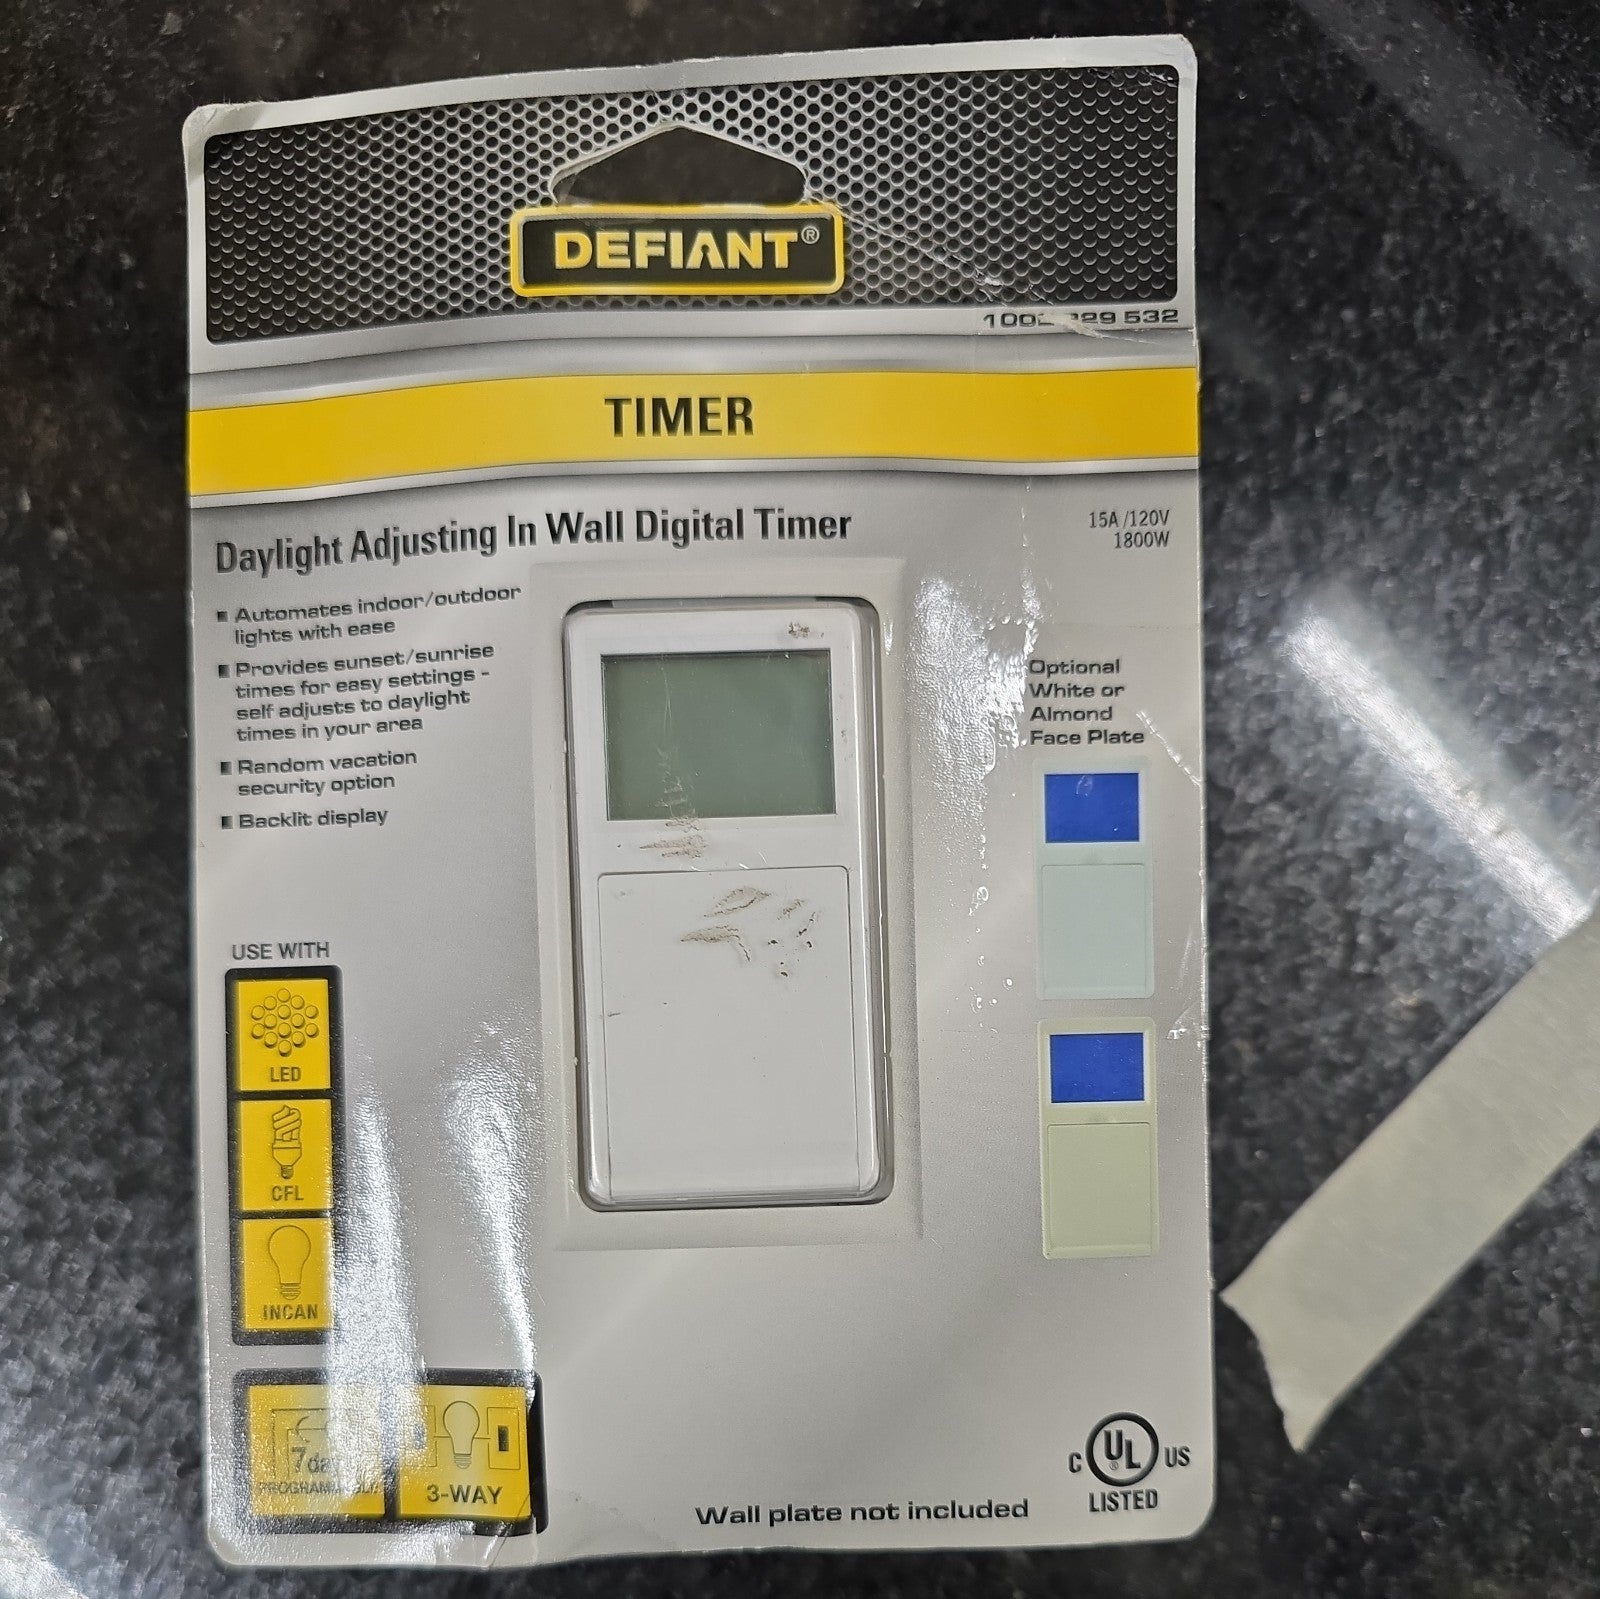 DEFIANT®
532
TIMER
Daylight Adjusting In Wall Digital Timer
15A/120V
1800W
▪ Automates indoor/outdoor
lights with ease
▪ Provides sunset/sunrise
times for easy settings -
self adjusts to daylight
times in your area
▪ Random vacation
security option
▪ Backlit display
Optional
White or
Almond
Face Plate
USE WITH
LED
CFL
INCAN
7day
PROGRAMMABLE
3-WAY
Wall plate not included
C UL® US
LISTED